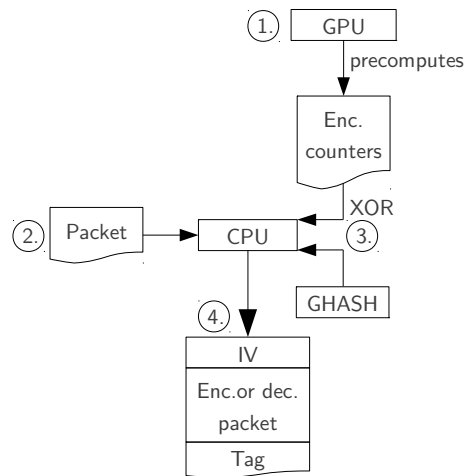 1. GPU
precomputes
Enc.
counters
XOR
2. Packet
CPU
3.
GHASH
4.
IV
Enc.or dec.
packet
Tag